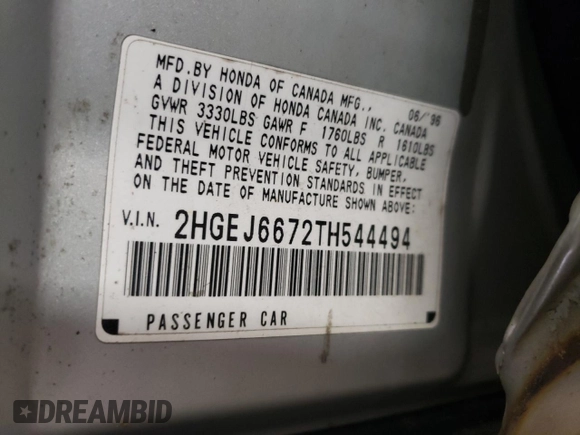 MFD.BY HONDA OF CANADA MFG., 06/'96
A DIVISION OF HONDA CANADA INC. CANADA
GVWR 3330LBS GAWR F 1760LBS R 1610LBS
THIS VEHICLE CONFORMS TO ALL APPLICABLE
FEDERAL MOTOR VEHICLE SAFETY, BUMPER,
AND THEFT PREVENTION STANDARDS IN EFFECT
ON THE DATE OF MANUFACTURE SHOWN ABOVE:
V.I.N. 2HGEJ6672TH544494
PASSENGER CAR
DREAMBID